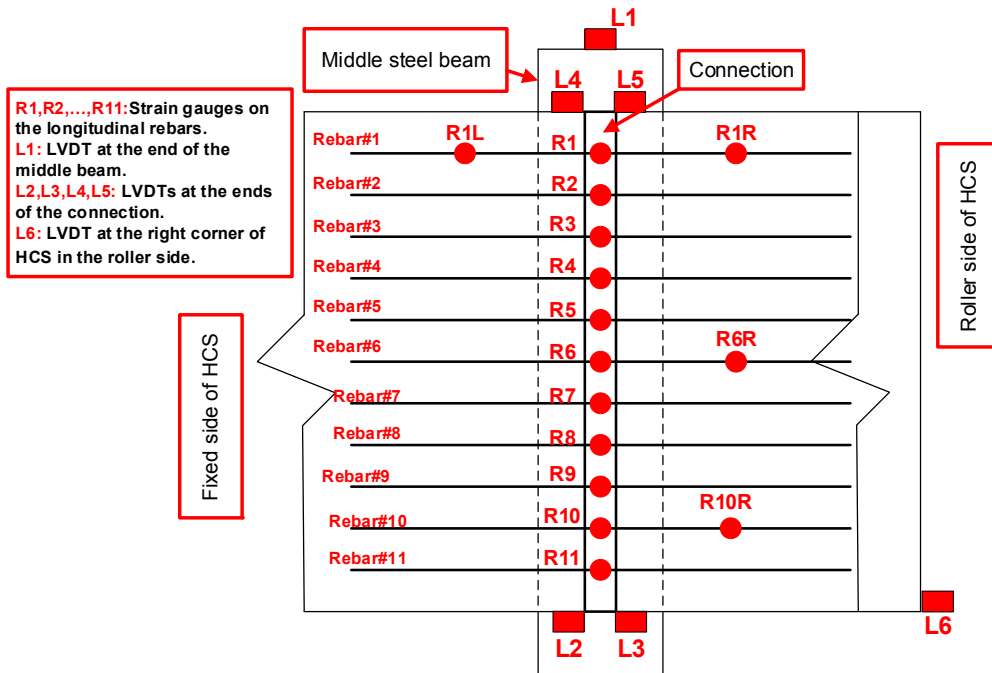 L1
Middle steel beam
Connection
L4
L5
R1,R2,...,R11:Strain gauges on
the longitudinal rebars.
L1: LVDT at the end of the
middle beam.
L2,L3,L4,L5: LVDTs at the ends
of the connection.
L6: LVDT at the right corner of
HCS in the roller side.
Rebar#1
R1L
R1
R1R
Rebar#2
R2
Rebar#3
R3
Rebar#4
R4
Rebar#5
R5
Rebar#6
R6
R6R
Rebar#7
R7
Rebar#8
R8
Rebar#9
R9
Rebar#10
R10
R10R
Rebar#11
R11
Fixed side of HCS
Roller side of HCS
L2
L3
L6